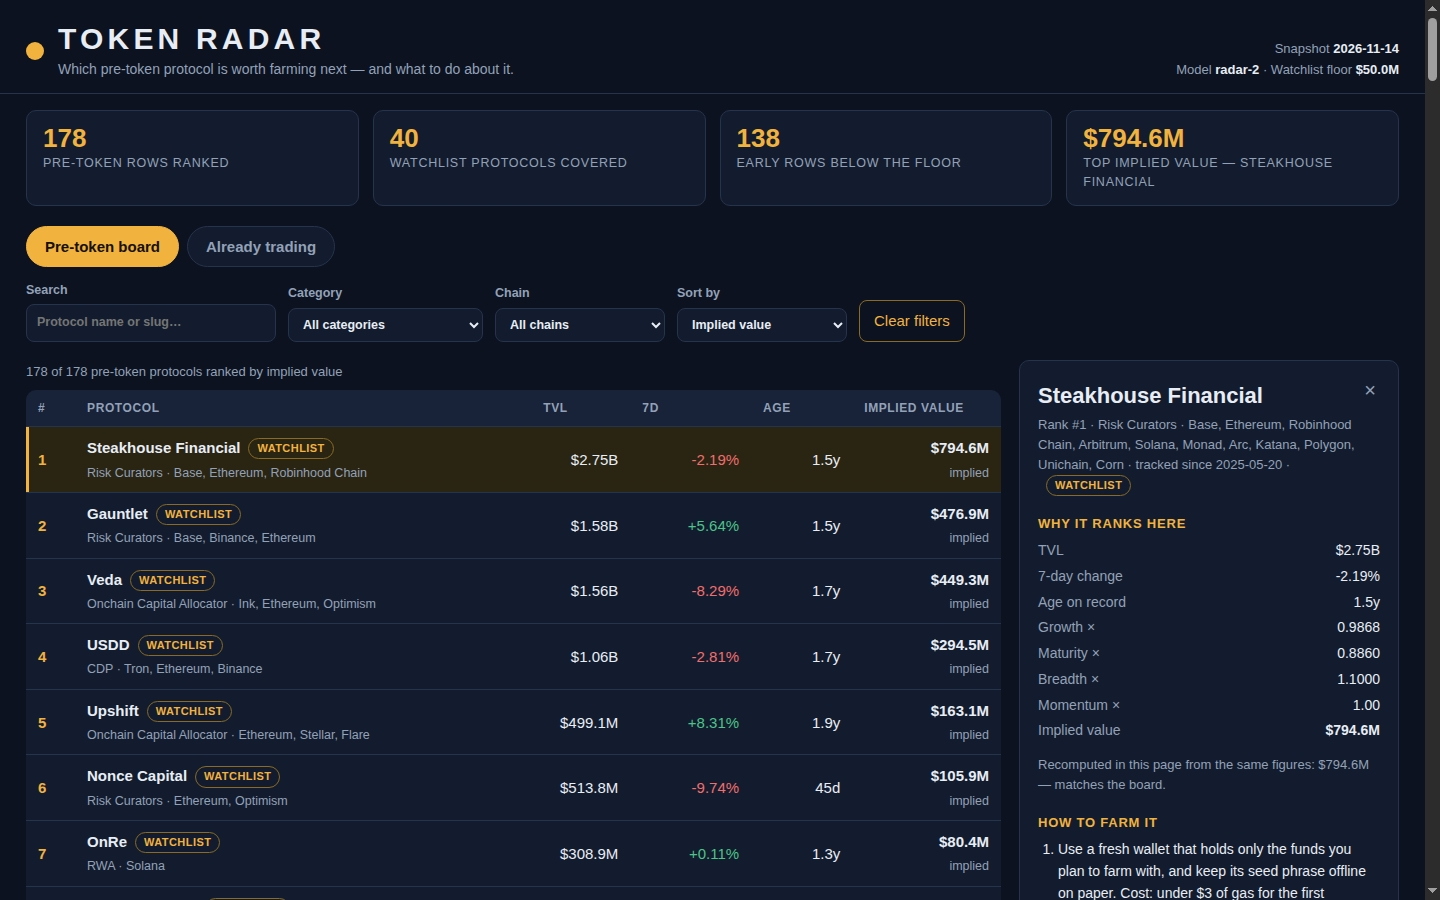 TOKEN RADAR
Which pre-token protocol is worth farming next — and what to do about it.
Snapshot 2026-11-14
Model radar-2 · Watchlist floor $50.0M
178
PRE-TOKEN ROWS RANKED
40
WATCHLIST PROTOCOLS COVERED
138
EARLY ROWS BELOW THE FLOOR
$794.6M
TOP IMPLIED VALUE — STEAKHOUSE
FINANCIAL
Pre-token board
Already trading
Search
Protocol name or slug…
Category
All categories
Chain
All chains
Sort by
Implied value
Clear filters
178 of 178 pre-token protocols ranked by implied value
# PROTOCOL TVL 7D AGE IMPLIED VALUE
1 Steakhouse Financial WATCHLIST $2.75B -2.19% 1.5y $794.6M
Risk Curators · Base, Ethereum, Robinhood Chain implied
2 Gauntlet WATCHLIST $1.58B +5.64% 1.5y $476.9M
Risk Curators · Base, Binance, Ethereum implied
3 Veda WATCHLIST $1.56B -8.29% 1.7y $449.3M
Onchain Capital Allocator · Ink, Ethereum, Optimism implied
4 USDD WATCHLIST $1.06B -2.81% 1.7y $294.5M
CDP · Tron, Ethereum, Binance implied
5 Upshift WATCHLIST $499.1M +8.31% 1.9y $163.1M
Onchain Capital Allocator · Ethereum, Stellar, Flare implied
6 Nonce Capital WATCHLIST $513.8M -9.74% 45d $105.9M
Risk Curators · Ethereum, Optimism implied
7 OnRe WATCHLIST $308.9M +0.11% 1.3y $80.4M
RWA · Solana implied
Steakhouse Financial ×
Rank #1 · Risk Curators · Base, Ethereum, Robinhood
Chain, Arbitrum, Solana, Monad, Arc, Katana, Polygon,
Unichain, Corn · tracked since 2025-05-20 ·
WATCHLIST
WHY IT RANKS HERE
TVL $2.75B
7-day change -2.19%
Age on record 1.5y
Growth × 0.9868
Maturity × 0.8860
Breadth × 1.1000
Momentum × 1.00
Implied value $794.6M
Recomputed in this page from the same figures: $794.6M
— matches the board.
HOW TO FARM IT
1. Use a fresh wallet that holds only the funds you
plan to farm with, and keep its seed phrase offline
on paper. Cost: under $3 of gas for the first